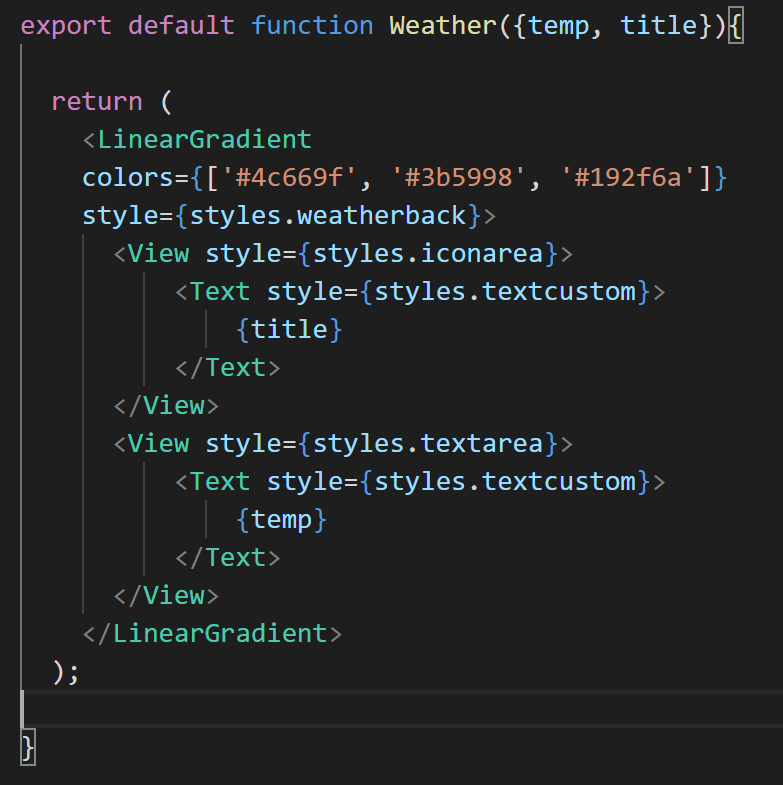 export default function Weather({temp, title}){
return (
<LinearGradient
colors={['#4c669f', '#3b5998', '#192f6a']}
style={styles.weatherback}>
<View style={styles.iconarea}>
<Text style={styles.textcustom}>
{title}
</Text>
</View>
<View style={styles.textarea}>
<Text style={styles.textcustom}>
{temp}
</Text>
</View>
</LinearGradient>
);
}